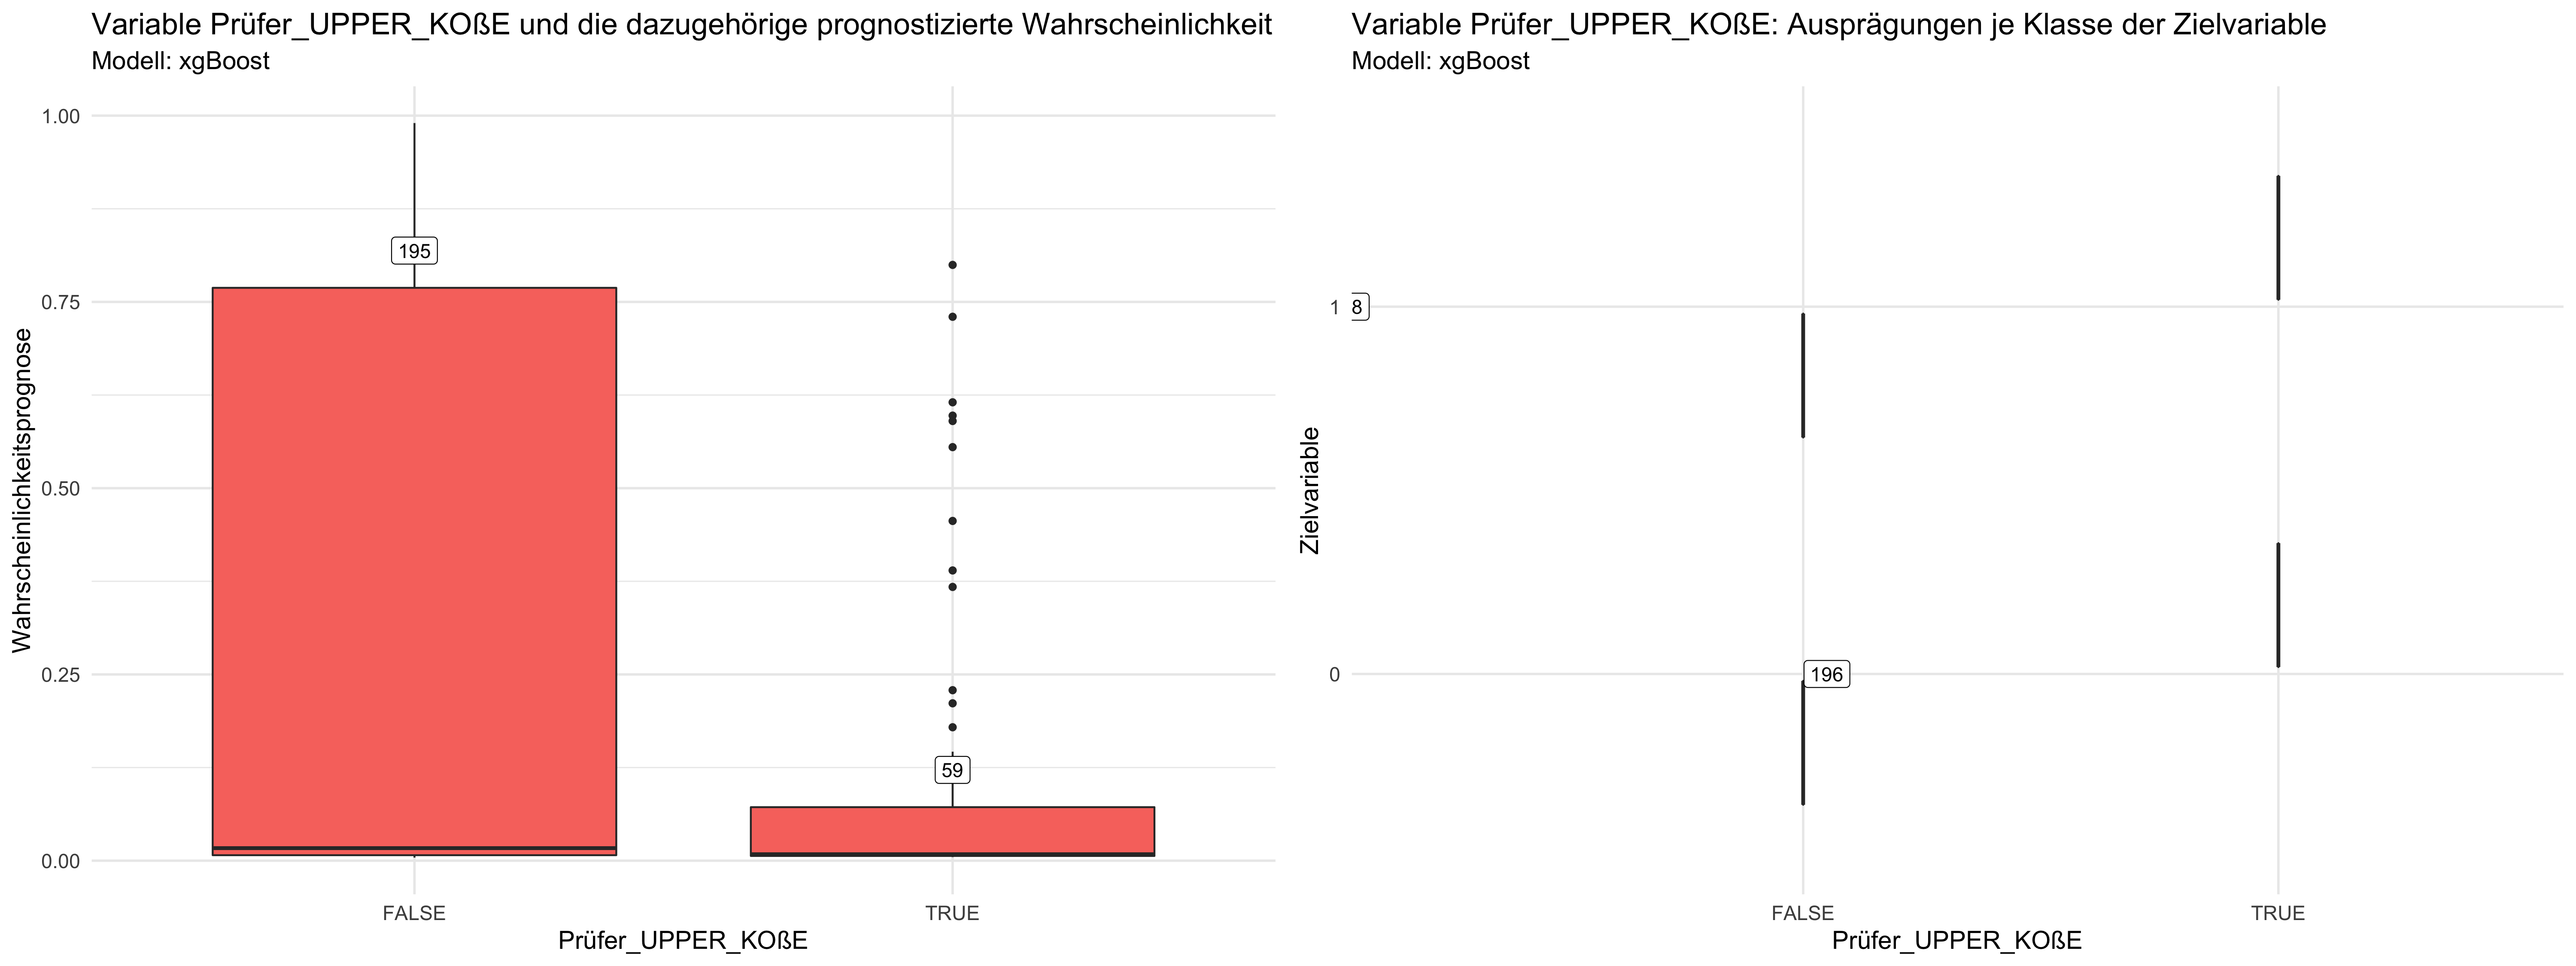 Variable Prüfer_UPPER_KOßE und die dazugehörige prognostizierte Wahrscheinlichkeit
Modell: xgBoost
1.00
0.75
0.50
0.25
0.00
Wahrscheinlichkeitsprognose
195
59
FALSE
TRUE
Prüfer_UPPER_KOßE
Variable Prüfer_UPPER_KOßE: Ausprägungen je Klasse der Zielvariable
Modell: xgBoost
1
0
Zielvariable
8
196
FALSE
TRUE
Prüfer_UPPER_KOßE